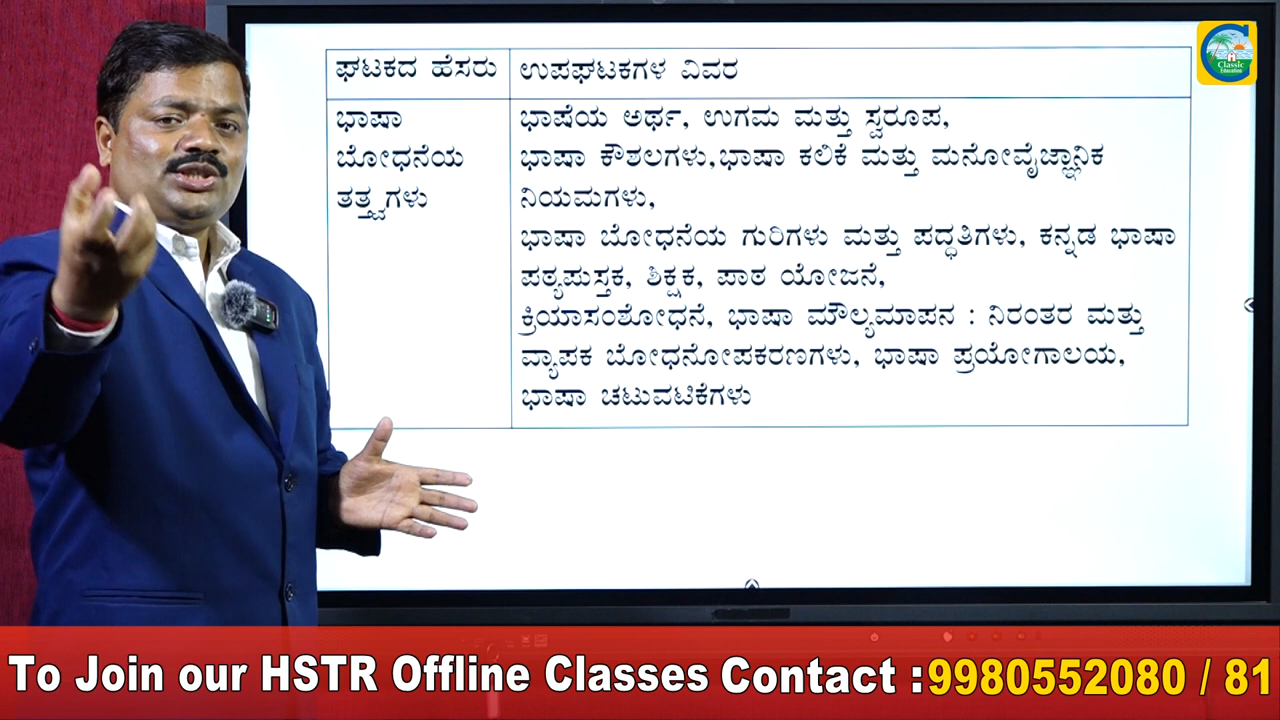 ಘಟಕದ ಹೆಸರು ಉಪಘಟಕಗಳ ವಿವರ
ಭಾಷಾ
ಬೋಧನೆಯ
ತತ್ತ್ವಗಳು
ಭಾಷೆಯ ಅರ್ಥ, ಉಗಮ ಮತ್ತು ಸ್ವರೂಪ,
ಭಾಷಾ ಕೌಶಲಗಳು,ಭಾಷಾ ಕಲಿಕೆ ಮತ್ತು ಮನೋವೈಜ್ಞಾನಿಕ
ನಿಯಮಗಳು,
ಭಾಷಾ ಬೋಧನೆಯ ಗುರಿಗಳು ಮತ್ತು ಪದ್ಧತಿಗಳು, ಕನ್ನಡ ಭಾಷಾ
ಪಠ್ಯಪುಸ್ತಕ, ಶಿಕ್ಷಕ, ಪಾಠ ಯೋಜನೆ,
ಕ್ರಿಯಾಸಂಶೋಧನೆ, ಭಾಷಾ ಮೌಲ್ಯಮಾಪನ : ನಿರಂತರ ಮತ್ತು
ವ್ಯಾಪಕ ಬೋಧನೋಪಕರಣಗಳು, ಭಾಷಾ ಪ್ರಯೋಗಾಲಯ,
ಭಾಷಾ ಚಟುವಟಿಕೆಗಳು
Classic
Education
To Join our HSTR Offline Classes Contact :9980552080 / 81